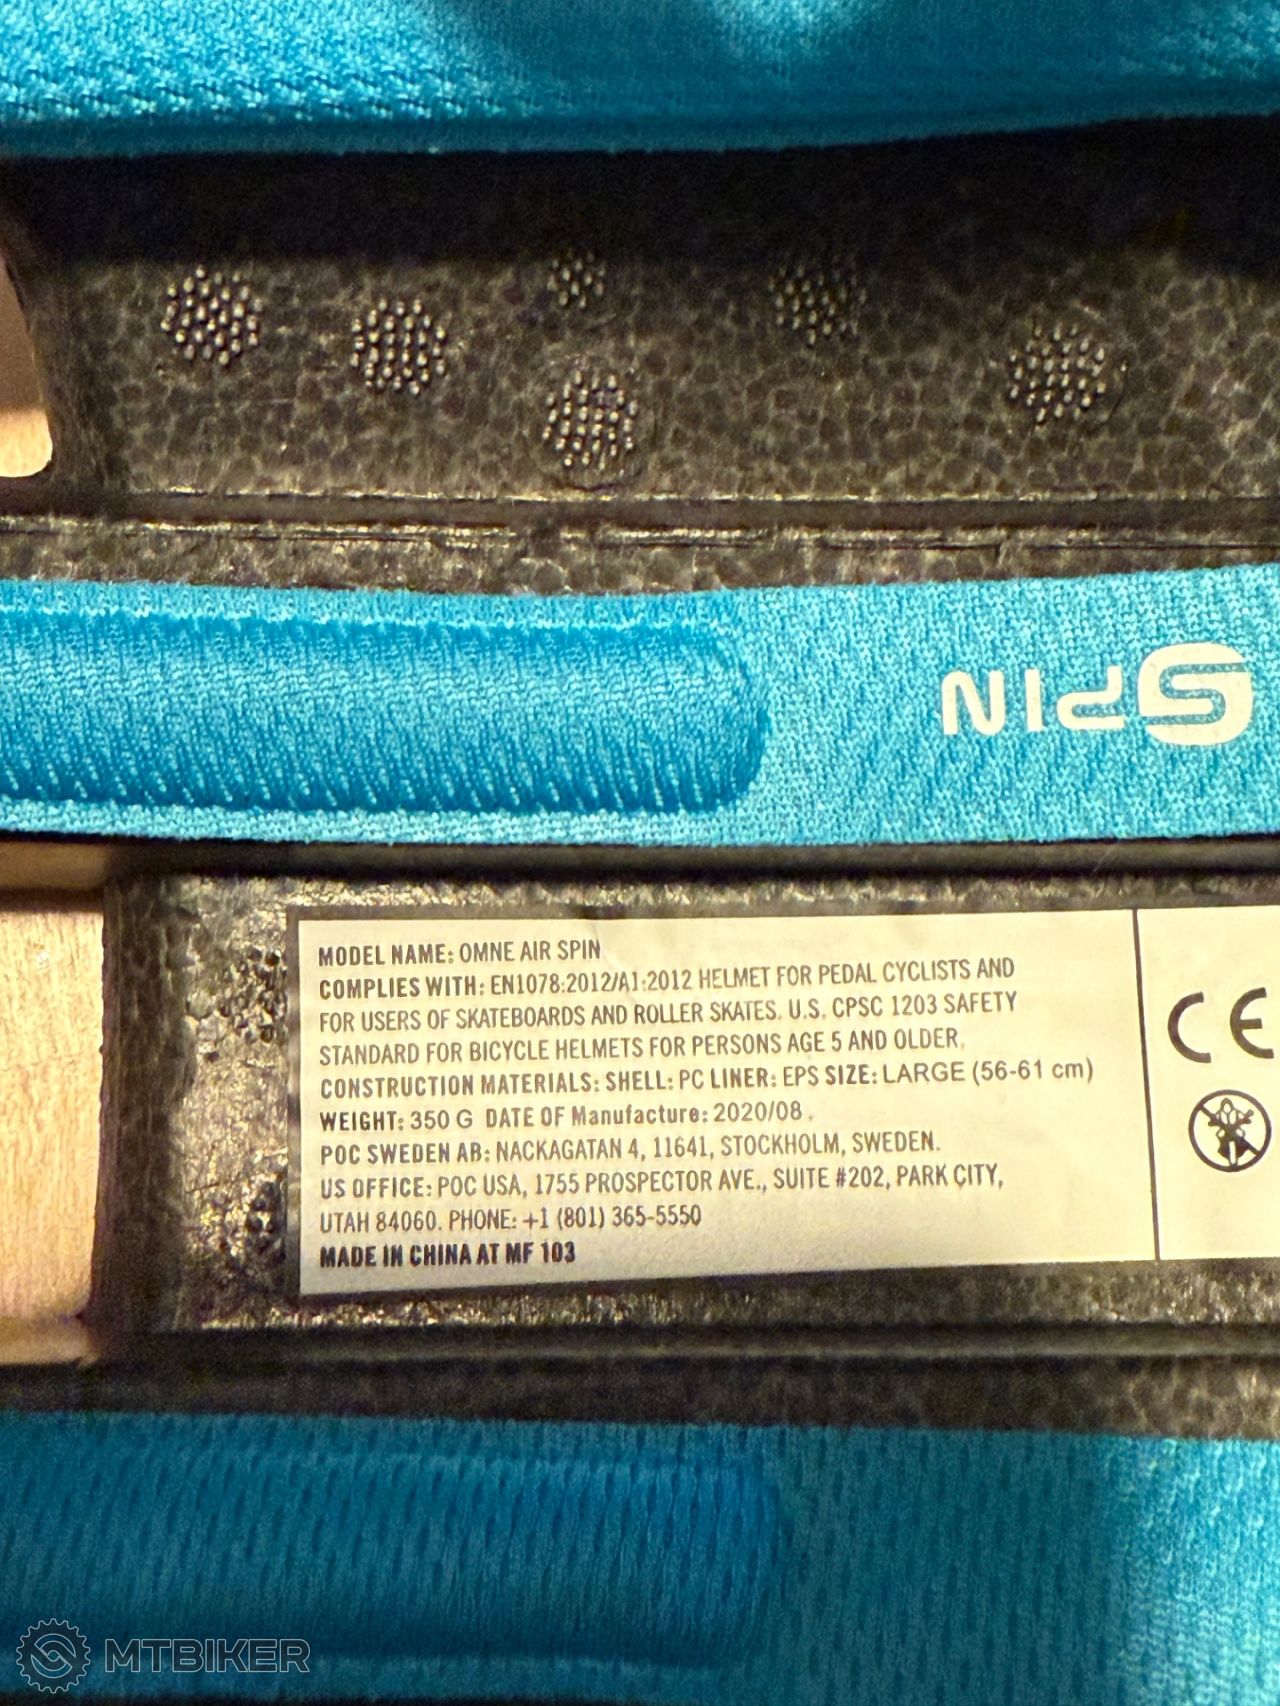 SPIN
MODEL NAME: OMNE AIR SPIN
COMPLIES WITH: EN1078:2012/A1:2012 HELMET FOR PEDAL CYCLISTS AND
FOR USERS OF SKATEBOARDS AND ROLLER SKATES. U.S. CPSC 1203 SAFETY
STANDARD FOR BICYCLE HELMETS FOR PERSONS AGE 5 AND OLDER.
CONSTRUCTION MATERIALS: SHELL: PC LINER: EPS SIZE: LARGE (56-61 cm)
WEIGHT: 350 G DATE OF Manufacture: 2020/08 .
POC SWEDEN AB: NACKAGATAN 4, 11641, STOCKHOLM, SWEDEN.
US OFFICE: POC USA, 1755 PROSPECTOR AVE., SUITE #202, PARK CITY,
UTAH 84060. PHONE: +1 (801) 365-5550
MADE IN CHINA AT MF 103
CE
MTBIKER